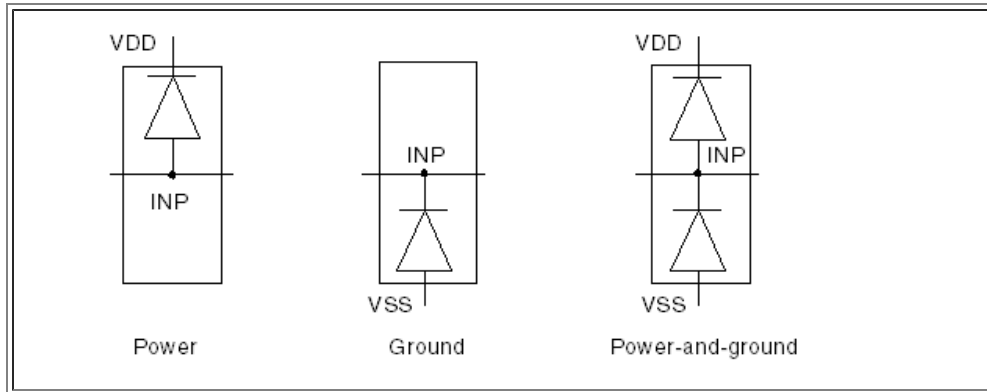 VDD
INP
Power
INP
VSS
Ground
VDD
INP
VSS
Power-and-ground